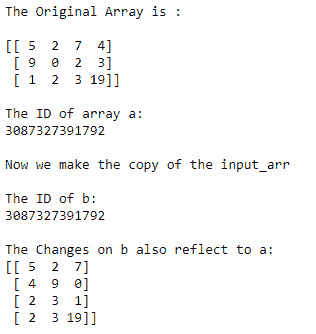 The Original Array is :
[[ 5  2  7  4]
 [ 9  0  2  3]
 [ 1  2  3 19]]
The ID of array a:
3087327391792
Now we make the copy of the input_arr
The ID of b:
3087327391792
The Changes on b also reflect to a:
[[ 5  2  7]
 [ 4  9  0]
 [ 2  3  1]
 [ 2  3 19]]